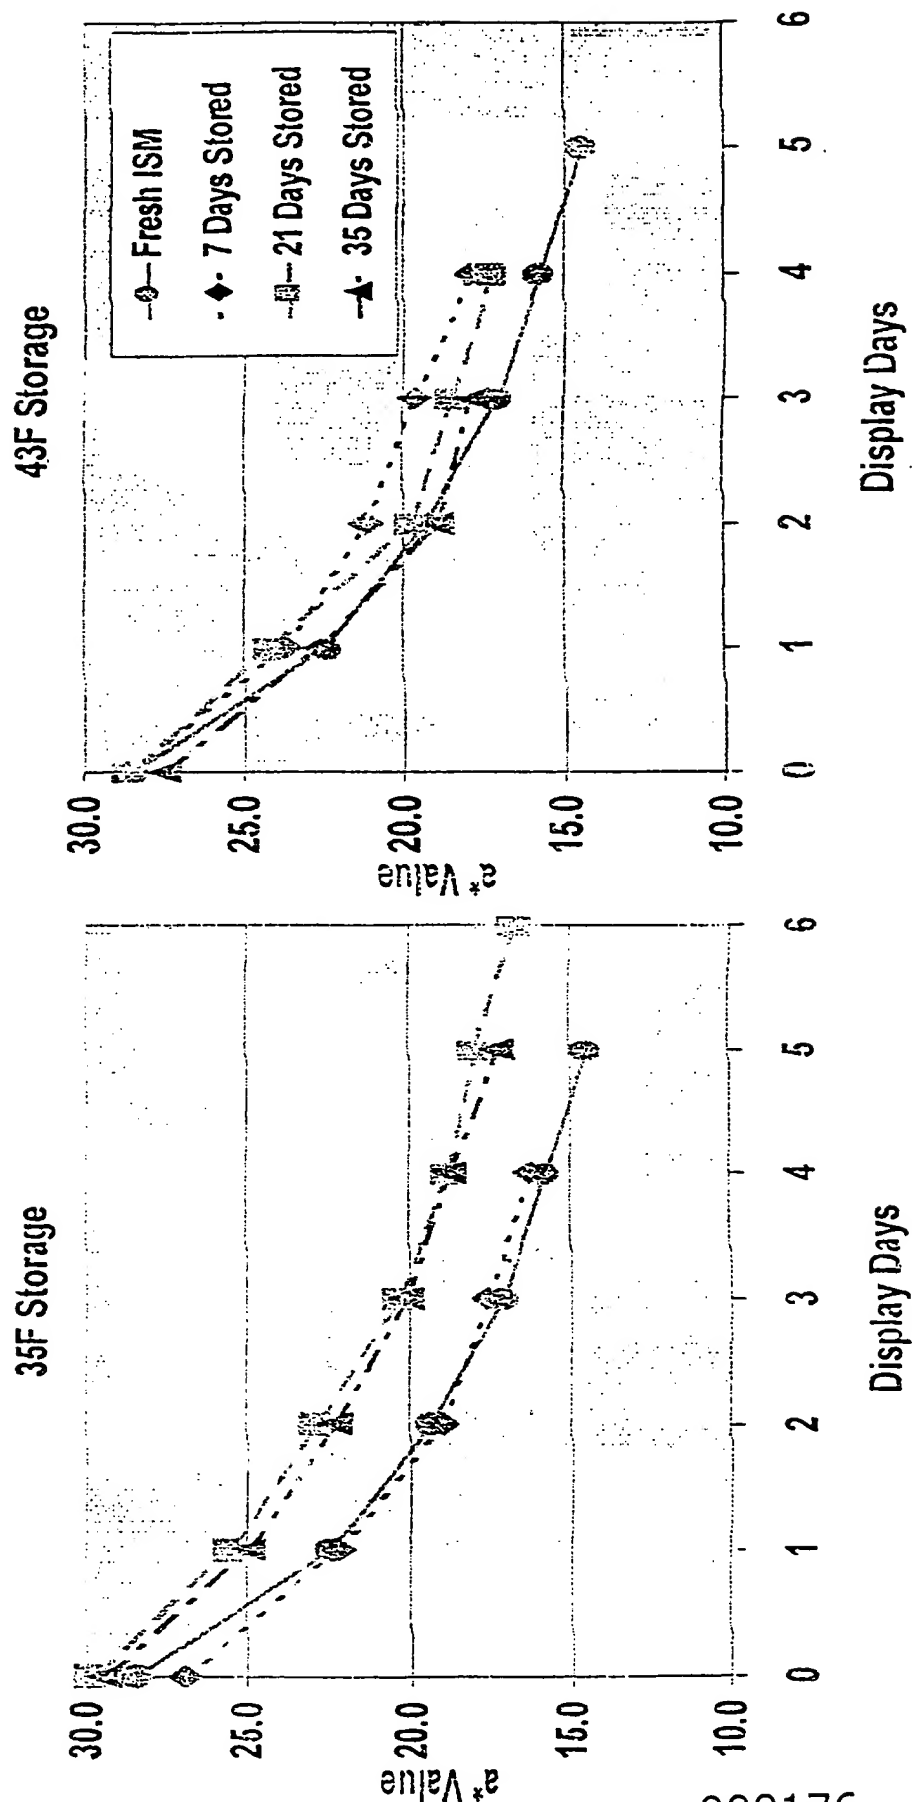 35F Storage
a* Value
30.0
25.0
20.0
15.0
10.0
0
1
2
3
4
5
6
Display Days
43F Storage
a* Value
30.0
25.0
20.0
15.0
10.0
0
1
2
3
4
5
6
Display Days
Fresh ISM
7 Days Stored
21 Days Stored
35 Days Stored